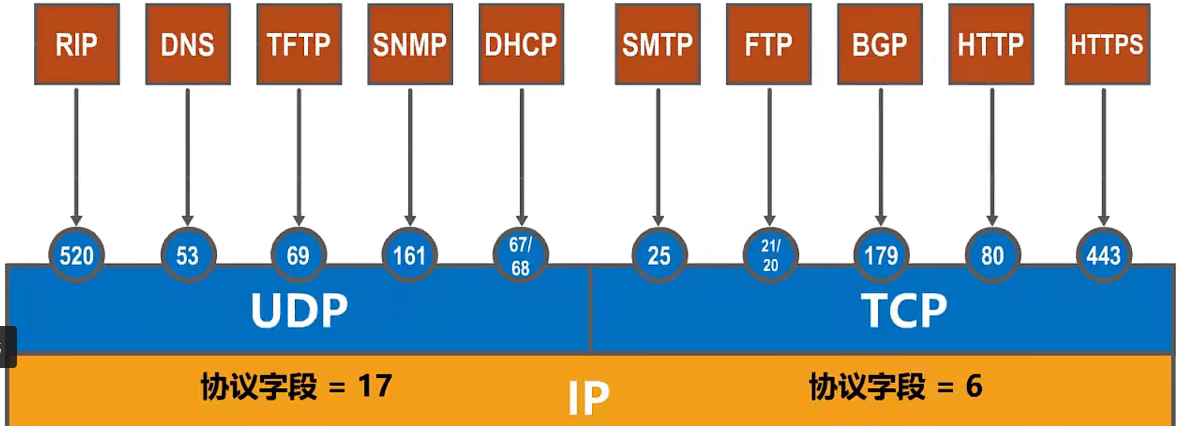 RIP DNS TFTP SNMP DHCP SMTP FTP BGP HTTP HTTPS
520 53 69 161 67/ 25 21/ 179 80 443
68 20
UDP TCP
协议字段 = 17 IP 协议字段 = 6